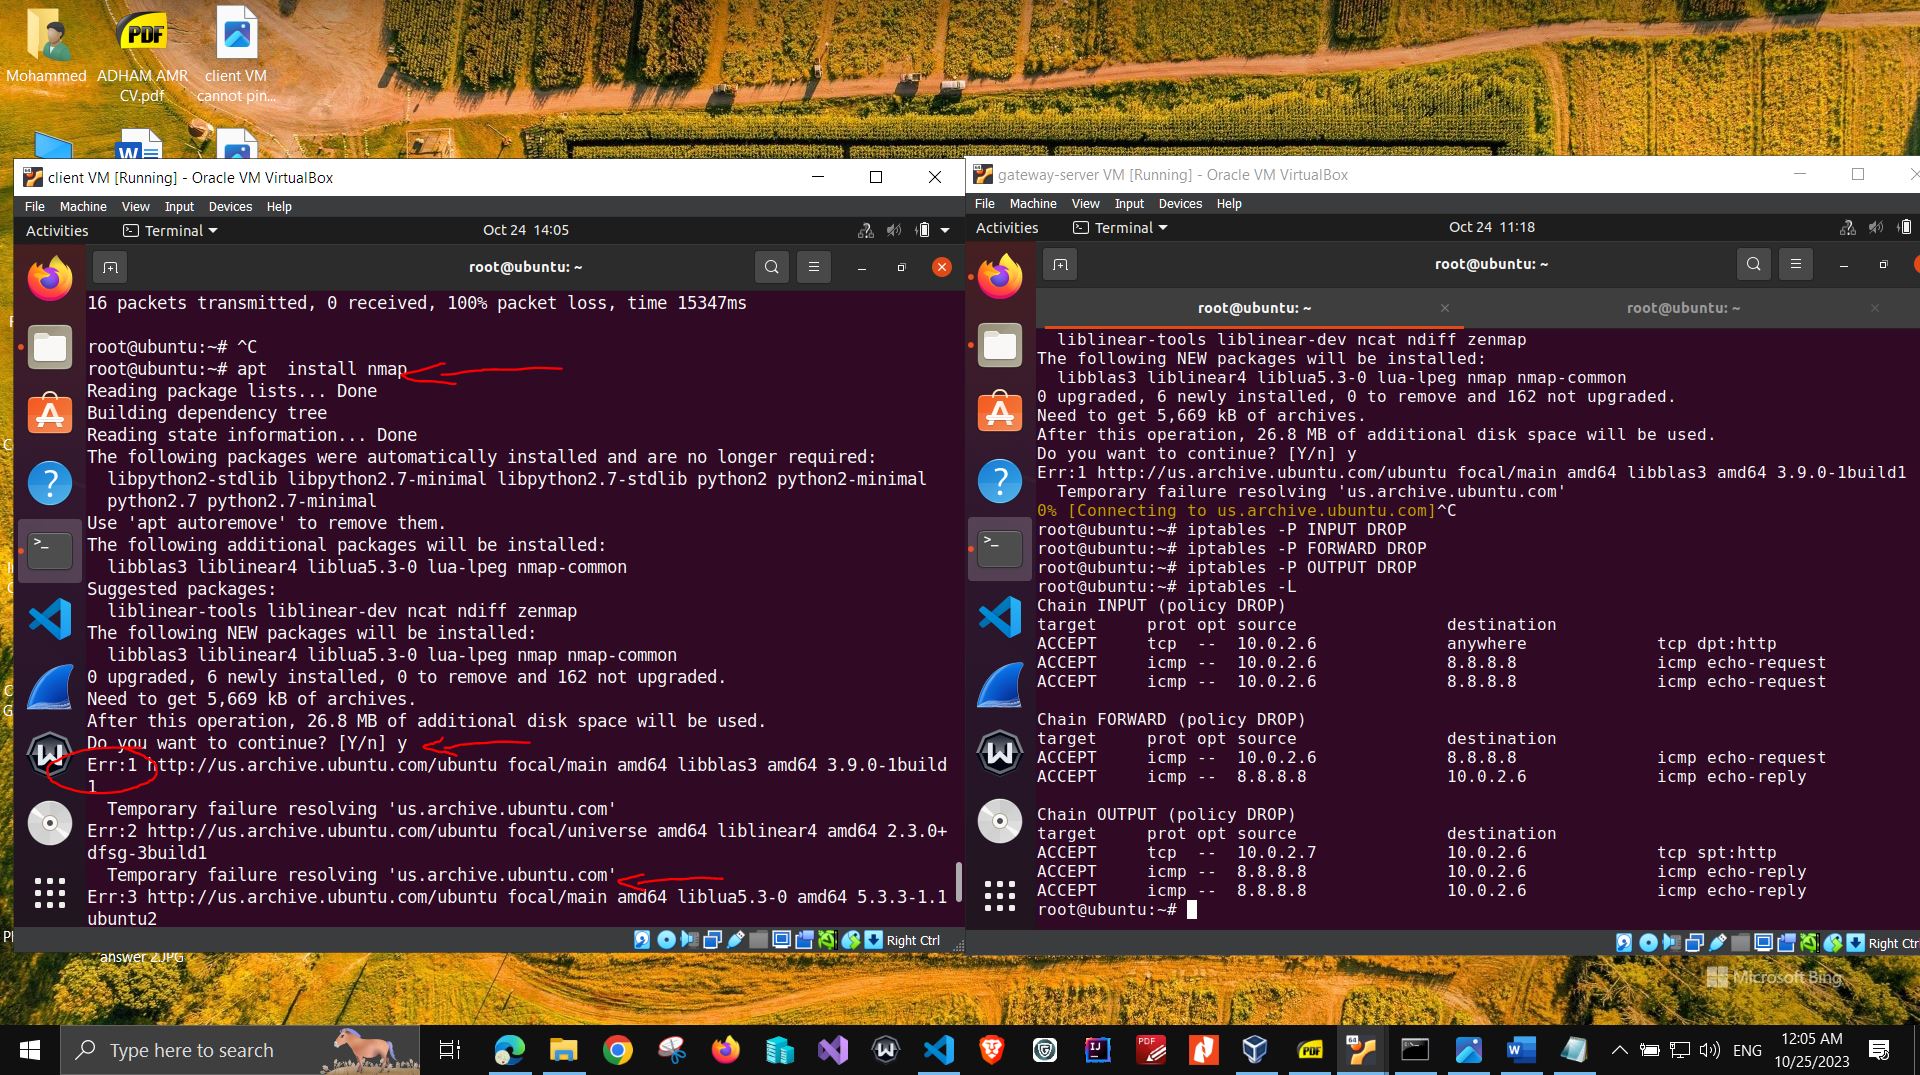 Mohammed
ADHAM AMR
CV.pdf
client VM
cannot pin...
PDF
client VM [Running] - Oracle VM VirtualBox
File Machine View Input Devices Help
Activities Terminal Oct 24 14:05
root@ubuntu: ~
16 packets transmitted, 0 received, 100% packet loss, time 15347ms
root@ubuntu:~# ^C
root@ubuntu:~# apt  install nmap
Reading package lists... Done
Building dependency tree
Reading state information... Done
The following packages were automatically installed and are no longer required:
libpython2-stdlib libpython2.7-minimal libpython2.7-stdlib python2 python2-minimal
python2.7 python2.7-minimal
Use 'apt autoremove' to remove them.
The following additional packages will be installed:
libblas3 liblinear4 liblua5.3-0 lua-lpeg nmap-common
Suggested packages:
liblinear-tools liblinear-dev ncat ndiff zenmap
The following NEW packages will be installed:
libblas3 liblinear4 liblua5.3-0 lua-lpeg nmap nmap-common
0 upgraded, 6 newly installed, 0 to remove and 162 not upgraded.
Need to get 5,669 kB of archives.
After this operation, 26.8 MB of additional disk space will be used.
Do you want to continue? [Y/n] y
Err:1 http://us.archive.ubuntu.com/ubuntu focal/main amd64 libblas3 amd64 3.9.0-1build
1
Temporary failure resolving 'us.archive.ubuntu.com'
Err:2 http://us.archive.ubuntu.com/ubuntu focal/universe amd64 liblinear4 amd64 2.3.0+
dfsg-3build1
Temporary failure resolving 'us.archive.ubuntu.com'
Err:3 http://us.archive.ubuntu.com/ubuntu focal/main amd64 liblua5.3-0 amd64 5.3.3-1.1
ubuntu2
Right Ctrl
gateway-server VM [Running] - Oracle VM VirtualBox
File Machine View Input Devices Help
Activities Terminal Oct 24 11:18
root@ubuntu: ~
root@ubuntu: ~ root@ubuntu: ~
liblinear-tools liblinear-dev ncat ndiff zenmap
The following NEW packages will be installed:
libblas3 liblinear4 liblua5.3-0 lua-lpeg nmap nmap-common
0 upgraded, 6 newly installed, 0 to remove and 162 not upgraded.
Need to get 5,669 kB of archives.
After this operation, 26.8 MB of additional disk space will be used.
Do you want to continue? [Y/n] y
Err:1 http://us.archive.ubuntu.com/ubuntu focal/main amd64 libblas3 amd64 3.9.0-1build1
Temporary failure resolving 'us.archive.ubuntu.com'
0% [Connecting to us.archive.ubuntu.com]^C
root@ubuntu:~# iptables -P INPUT DROP
root@ubuntu:~# iptables -P FORWARD DROP
root@ubuntu:~# iptables -P OUTPUT DROP
root@ubuntu:~# iptables -L
Chain INPUT (policy DROP)
target prot opt source destination
ACCEPT tcp -- 10.0.2.6 anywhere tcp dpt:http
ACCEPT icmp -- 10.0.2.6 8.8.8.8 icmp echo-request
ACCEPT icmp -- 10.0.2.6 8.8.8.8 icmp echo-request
Chain FORWARD (policy DROP)
target prot opt source destination
ACCEPT icmp -- 10.0.2.6 8.8.8.8 icmp echo-request
ACCEPT icmp -- 8.8.8.8 10.0.2.6 icmp echo-reply
Chain OUTPUT (policy DROP)
target prot opt source destination
ACCEPT tcp -- 10.0.2.7 10.0.2.6 tcp spt:http
ACCEPT icmp -- 8.8.8.8 10.0.2.6 icmp echo-reply
ACCEPT icmp -- 8.8.8.8 10.0.2.6 icmp echo-reply
root@ubuntu:~#
Right Ctr
answer 2JPG
Microsoft Bing
Type here to search
ENG
12:05 AM
10/25/2023